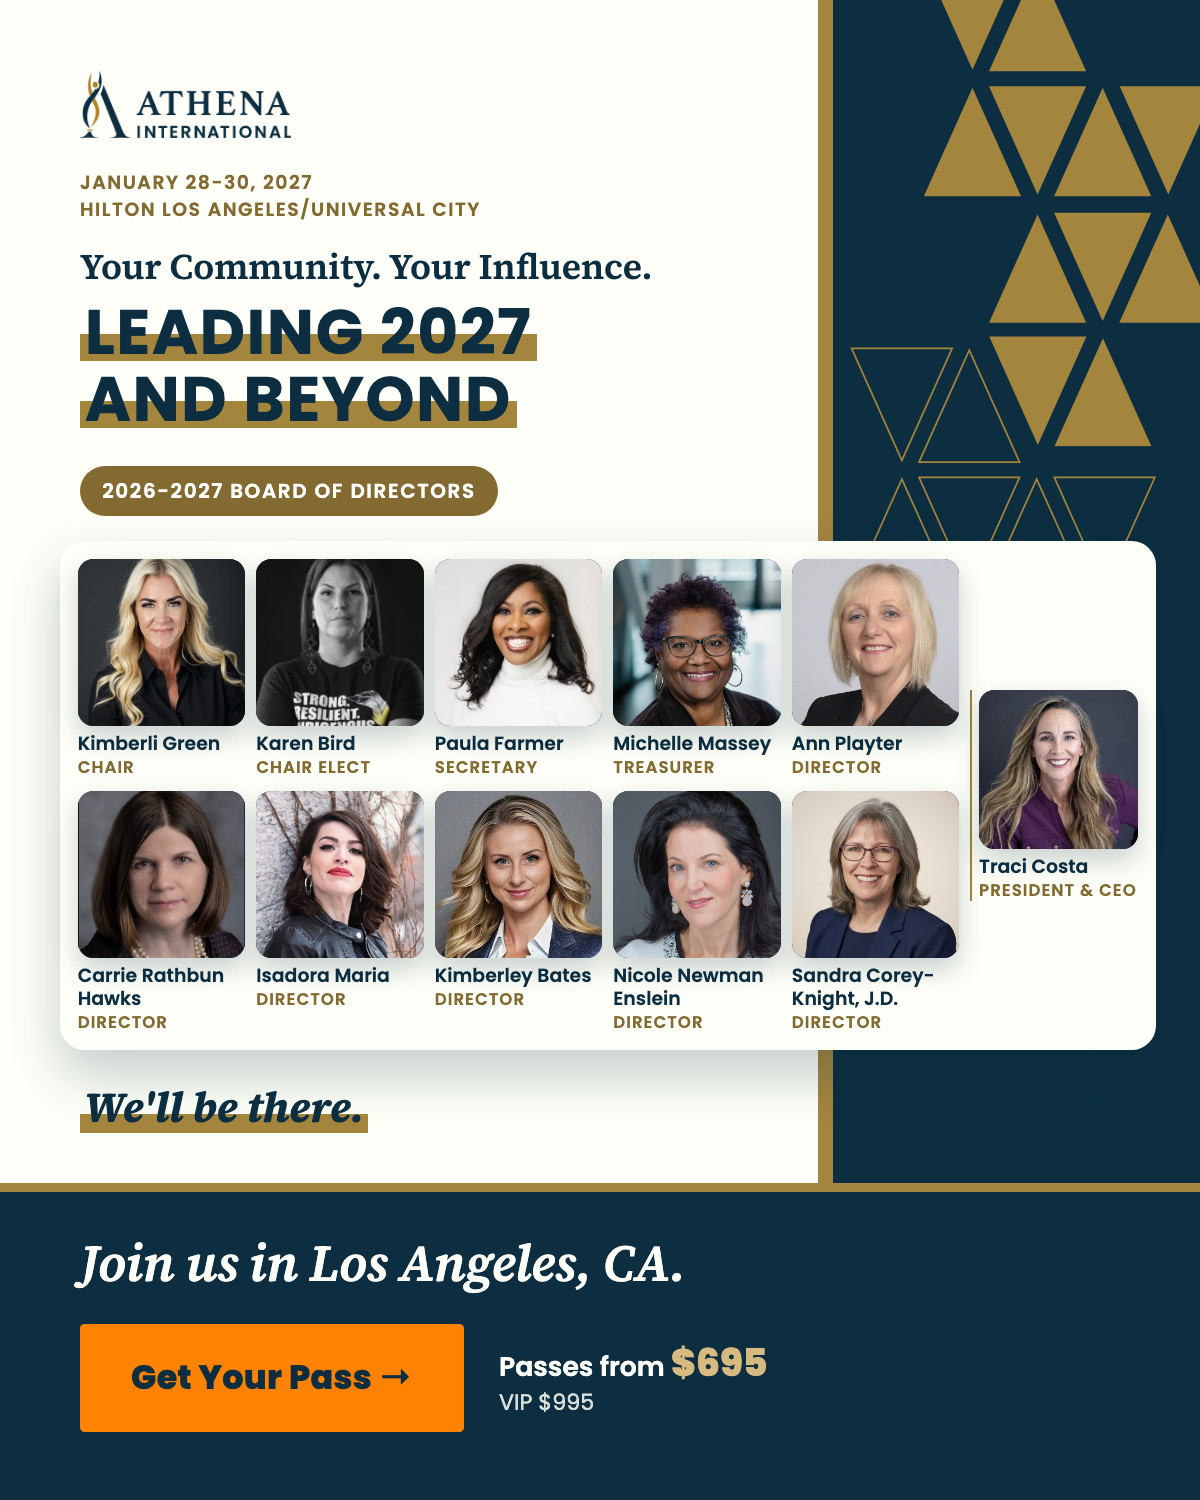 ATHENA
INTERNATIONAL
JANUARY 28-30, 2027
HILTON LOS ANGELES/UNIVERSAL CITY
Your Community. Your Influence.
LEADING 2027
AND BEYOND
2026-2027 BOARD OF DIRECTORS
STRONG.
RESILIENT.
INDIGENOUS
Kimberli Green
CHAIR
Karen Bird
CHAIR ELECT
Paula Farmer
SECRETARY
Michelle Massey
TREASURER
Ann Playter
DIRECTOR
Traci Costa
PRESIDENT & CEO
Carrie Rathbun
Hawks
DIRECTOR
Isadora Maria
DIRECTOR
Kimberley Bates
DIRECTOR
Nicole Newman
Enslein
DIRECTOR
Sandra Corey-
Knight, J.D.
DIRECTOR
We'll be there.
Join us in Los Angeles, CA.
Get Your Pass →
Passes from $695
VIP $995